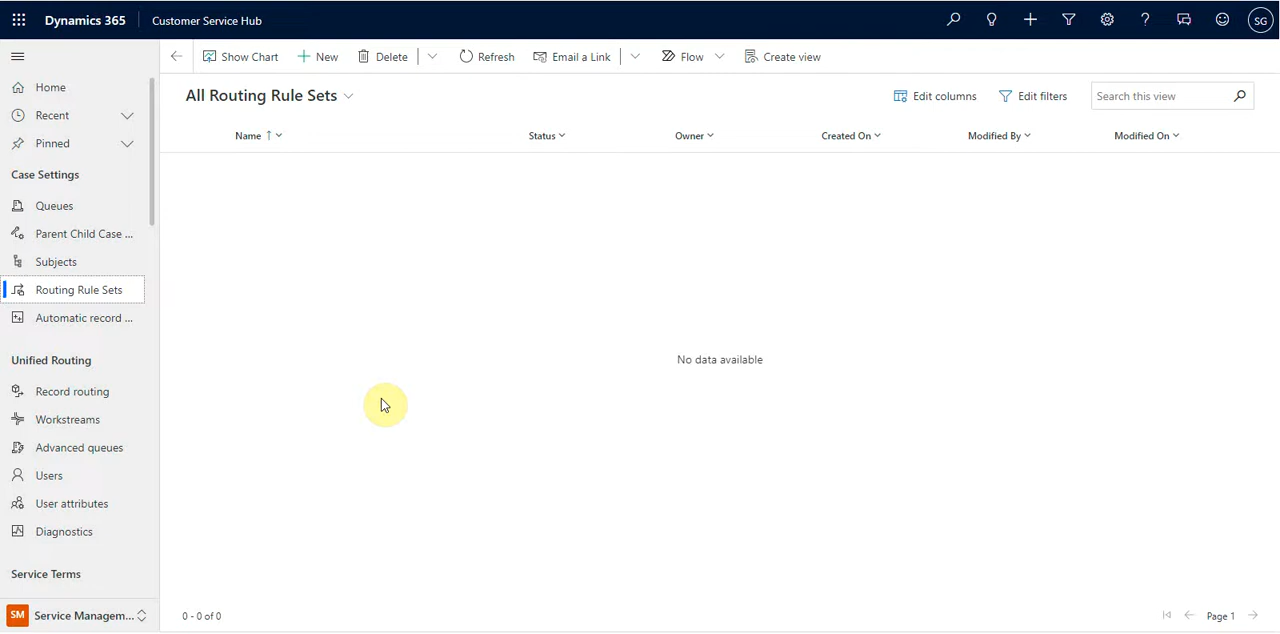 Dynamics 365 Customer Service Hub SG
Show Chart New Delete Refresh Email a Link Flow Create view
Home
Recent
Pinned
Case Settings
Queues
Parent Child Case ...
Subjects
Routing Rule Sets
Automatic record ...
Unified Routing
Record routing
Workstreams
Advanced queues
Users
User attributes
Diagnostics
Service Terms
SM Service Managem...
All Routing Rule Sets Edit columns Edit filters Search this view
Name Status Owner Created On Modified By Modified On
No data available
0 - 0 of 0 Page 1